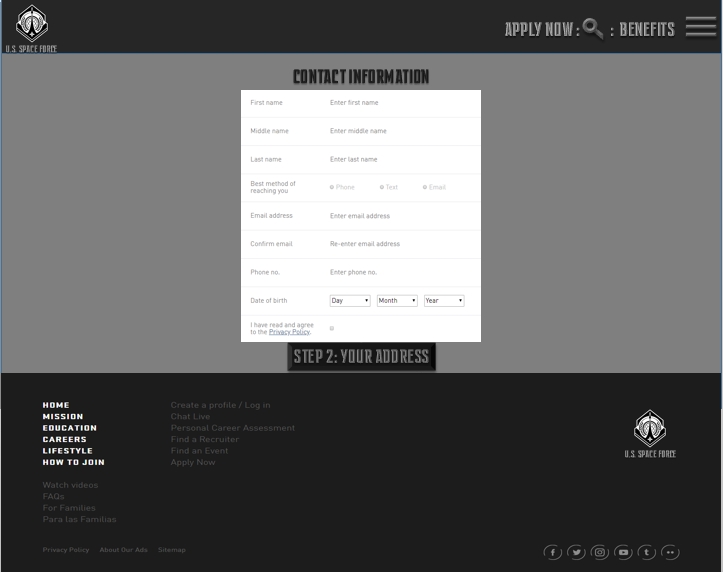 U.S. SPACE FORCE
APPLY NOW : : BENEFITS
CONTACT INFORMATION
First name Enter first name
Middle name Enter middle name
Last name Enter last name
Best method of
reaching you
Phone Text Email
Email address Enter email address
Confirm email Re-enter email address
Phone no. Enter phone no.
Date of birth Day Month Year
I have read and agree
to the Privacy Policy.
STEP 2: YOUR ADDRESS
HOME
MISSION
EDUCATION
CAREERS
LIFESTYLE
HOW TO JOIN
Watch videos
FAQs
For Families
Para las Familias
Create a profile / Log in
Chat Live
Personal Career Assessment
Find a Recruiter
Find an Event
Apply Now
U.S. SPACE FORCE
Privacy Policy About Our Ads Sitemap